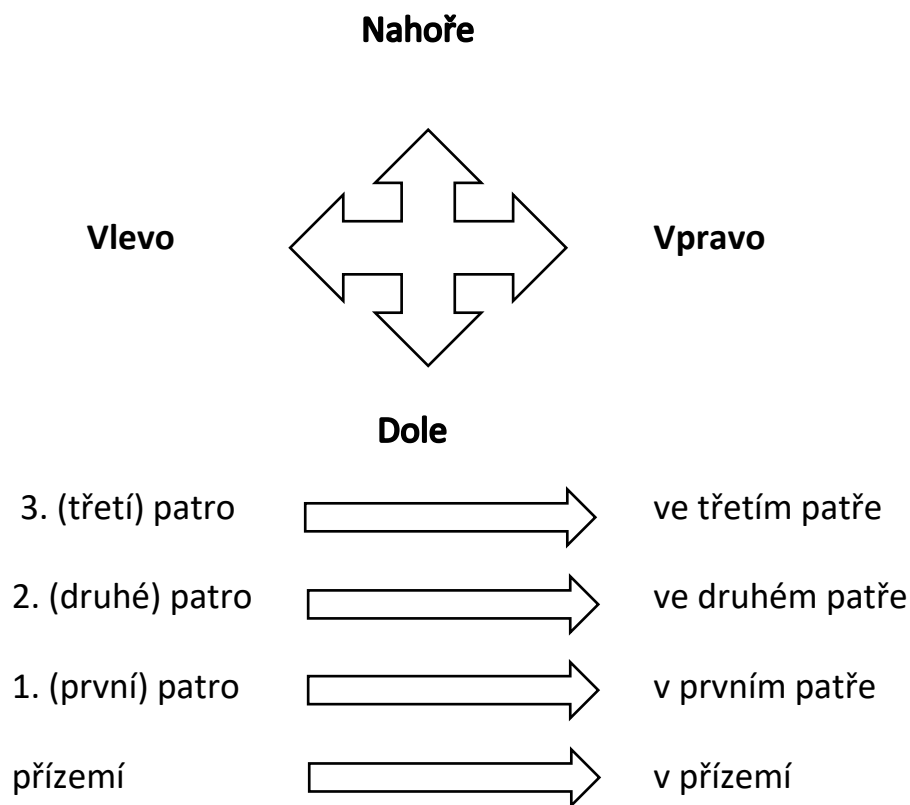 Nahoře
Vlevo Vpravo
Dole
3. (třetí) patro ve třetím patře
2. (druhé) patro ve druhém patře
1. (první) patro v prvním patře
přízemí v přízemí